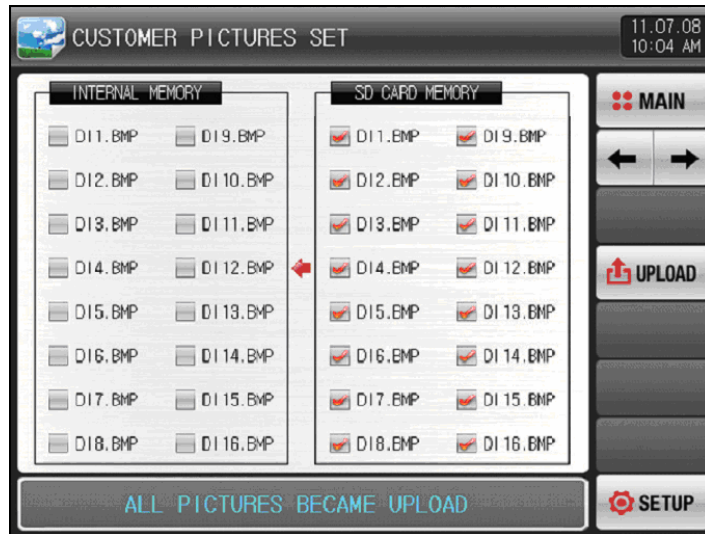 CUSTOMER PICTURES SET
11.07.08
10:04 AM
INTERNAL MEMORY
SD CARD MEMORY
MAIN
DI1.BMP DI9.BMP DI1.BMP DI9.BMP
DI2.BMP DI10.BMP DI2.BMP DI10.BMP
DI3.BMP DI11.BMP DI3.BMP DI11.BMP
DI4.BMP DI12.BMP DI4.BMP DI12.BMP
UPLOAD
DI5.BMP DI13.BMP DI5.BMP DI13.BMP
DI6.BMP DI14.BMP DI6.BMP DI14.BMP
DI7.BMP DI15.BMP DI7.BMP DI15.BMP
DI8.BMP DI16.BMP DI8.BMP DI16.BMP
ALL PICTURES BECAME UPLOAD
SETUP